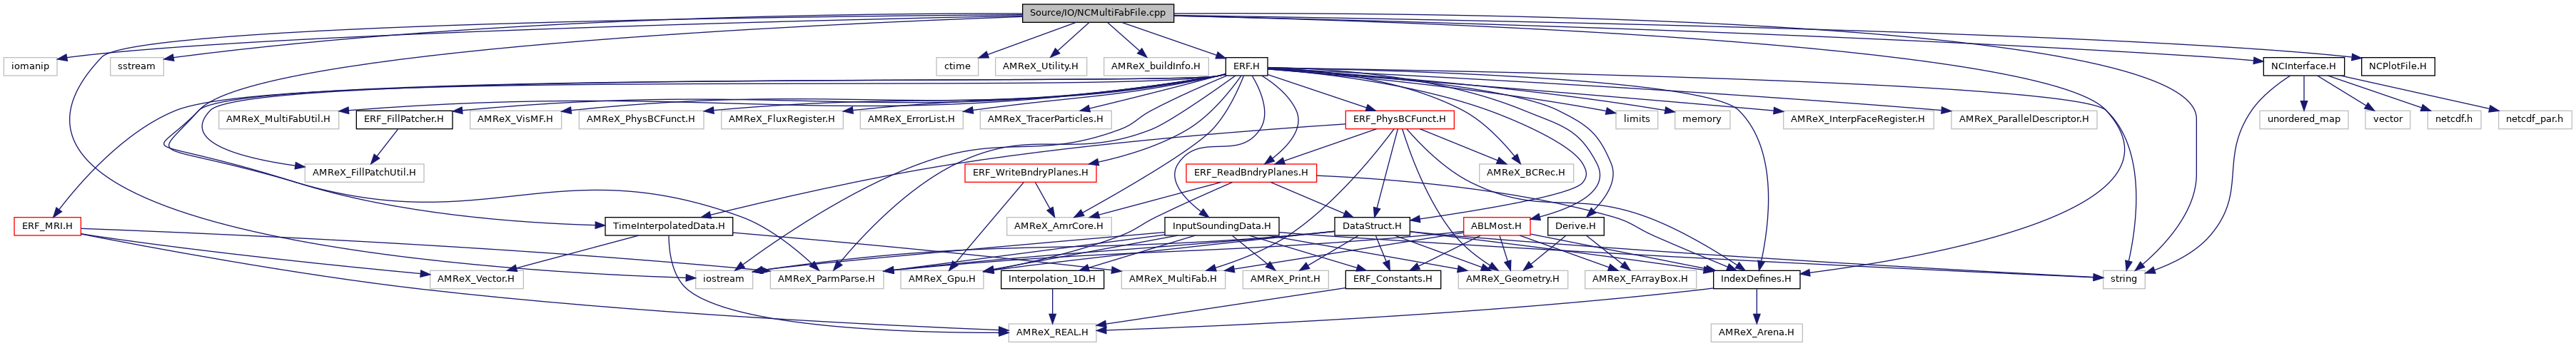 Source/IO/NCMultiFabFile.cpp
iomanip
sstream
ctime
AMReX_Utility.H
AMReX_buildInfo.H
ERF.H
NCInterface.H
NCPlotFile.H
AMReX_MultiFabUtil.H
ERF_FillPatcher.H
AMReX_VisMF.H
AMReX_PhysBCFunct.H
AMReX_FluxRegister.H
AMReX_ErrorList.H
AMReX_TracerParticles.H
ERF_PhysBCFunct.H
limits
memory
AMReX_InterpFaceRegister.H
AMReX_ParallelDescriptor.H
unordered_map
vector
netcdf.h
netcdf_par.h
AMReX_FillPatchUtil.H
ERF_WriteBndryPlanes.H
ERF_ReadBndryPlanes.H
AMReX_BCRec.H
ERF_MRI.H
TimeInterpolatedData.H
AMReX_AmrCore.H
InputSoundingData.H
DataStruct.H
ABLMost.H
Derive.H
AMReX_Vector.H
iostream
AMReX_ParmParse.H
AMReX_Gpu.H
Interpolation_1D.H
AMReX_MultiFab.H
AMReX_Print.H
ERF_Constants.H
AMReX_Geometry.H
AMReX_FArrayBox.H
IndexDefines.H
string
AMReX_REAL.H
AMReX_Arena.H